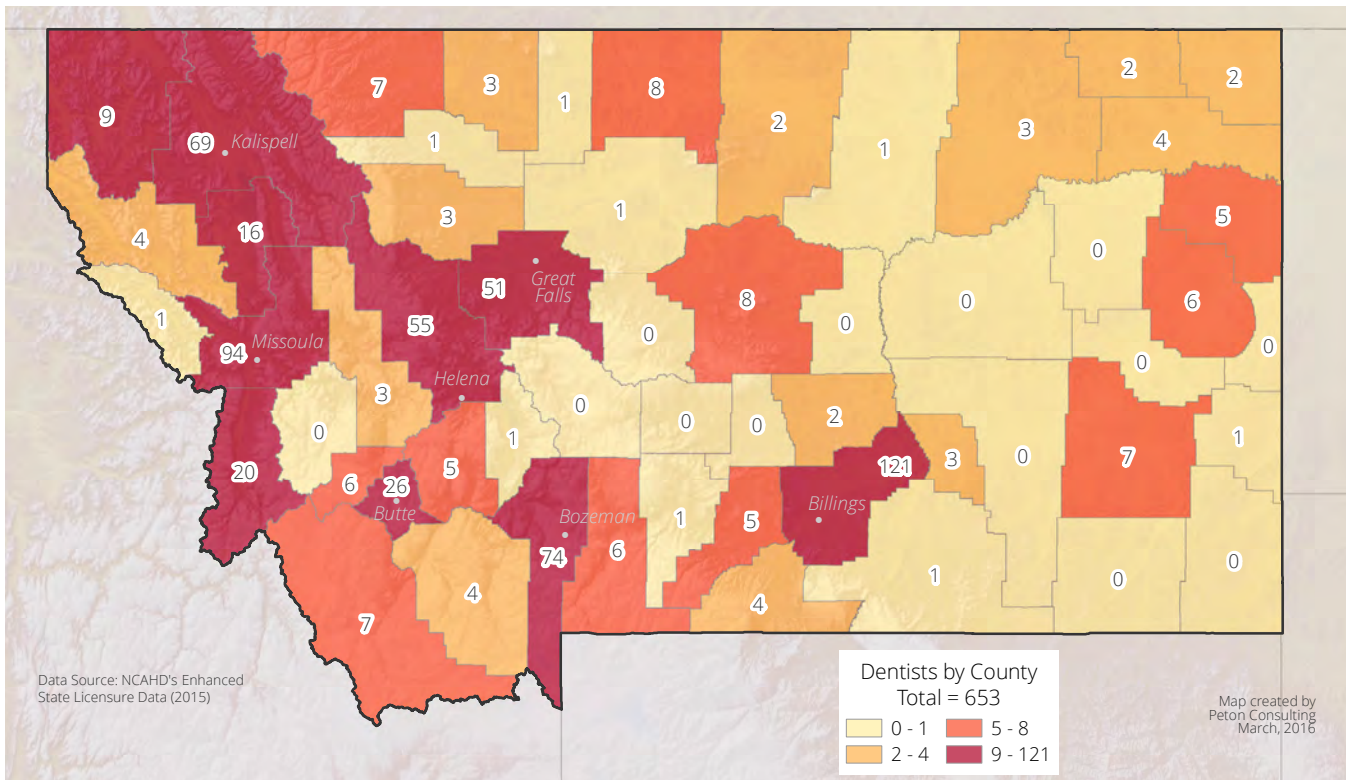 2
2
7
3
1
8
2
3
4
9
1
69
Kalispell
1
5
3
1
4
16
0
51
Great
Falls
8
0
6
1
55
0
0
0
94
Missoula
0
Helena
3
0
0
0
2
1
0
1
121
3
0
7
20
6
26
5
Butte
Bozeman
1
5
Billings
74
6
1
0
0
4
4
7
Dentists by County
Total = 653
0 - 1
5 - 8
2 - 4
9 - 121
Data Source: NCAHD's Enhanced
State Licensure Data (2015)
Map created by
Peton Consulting
March, 2016